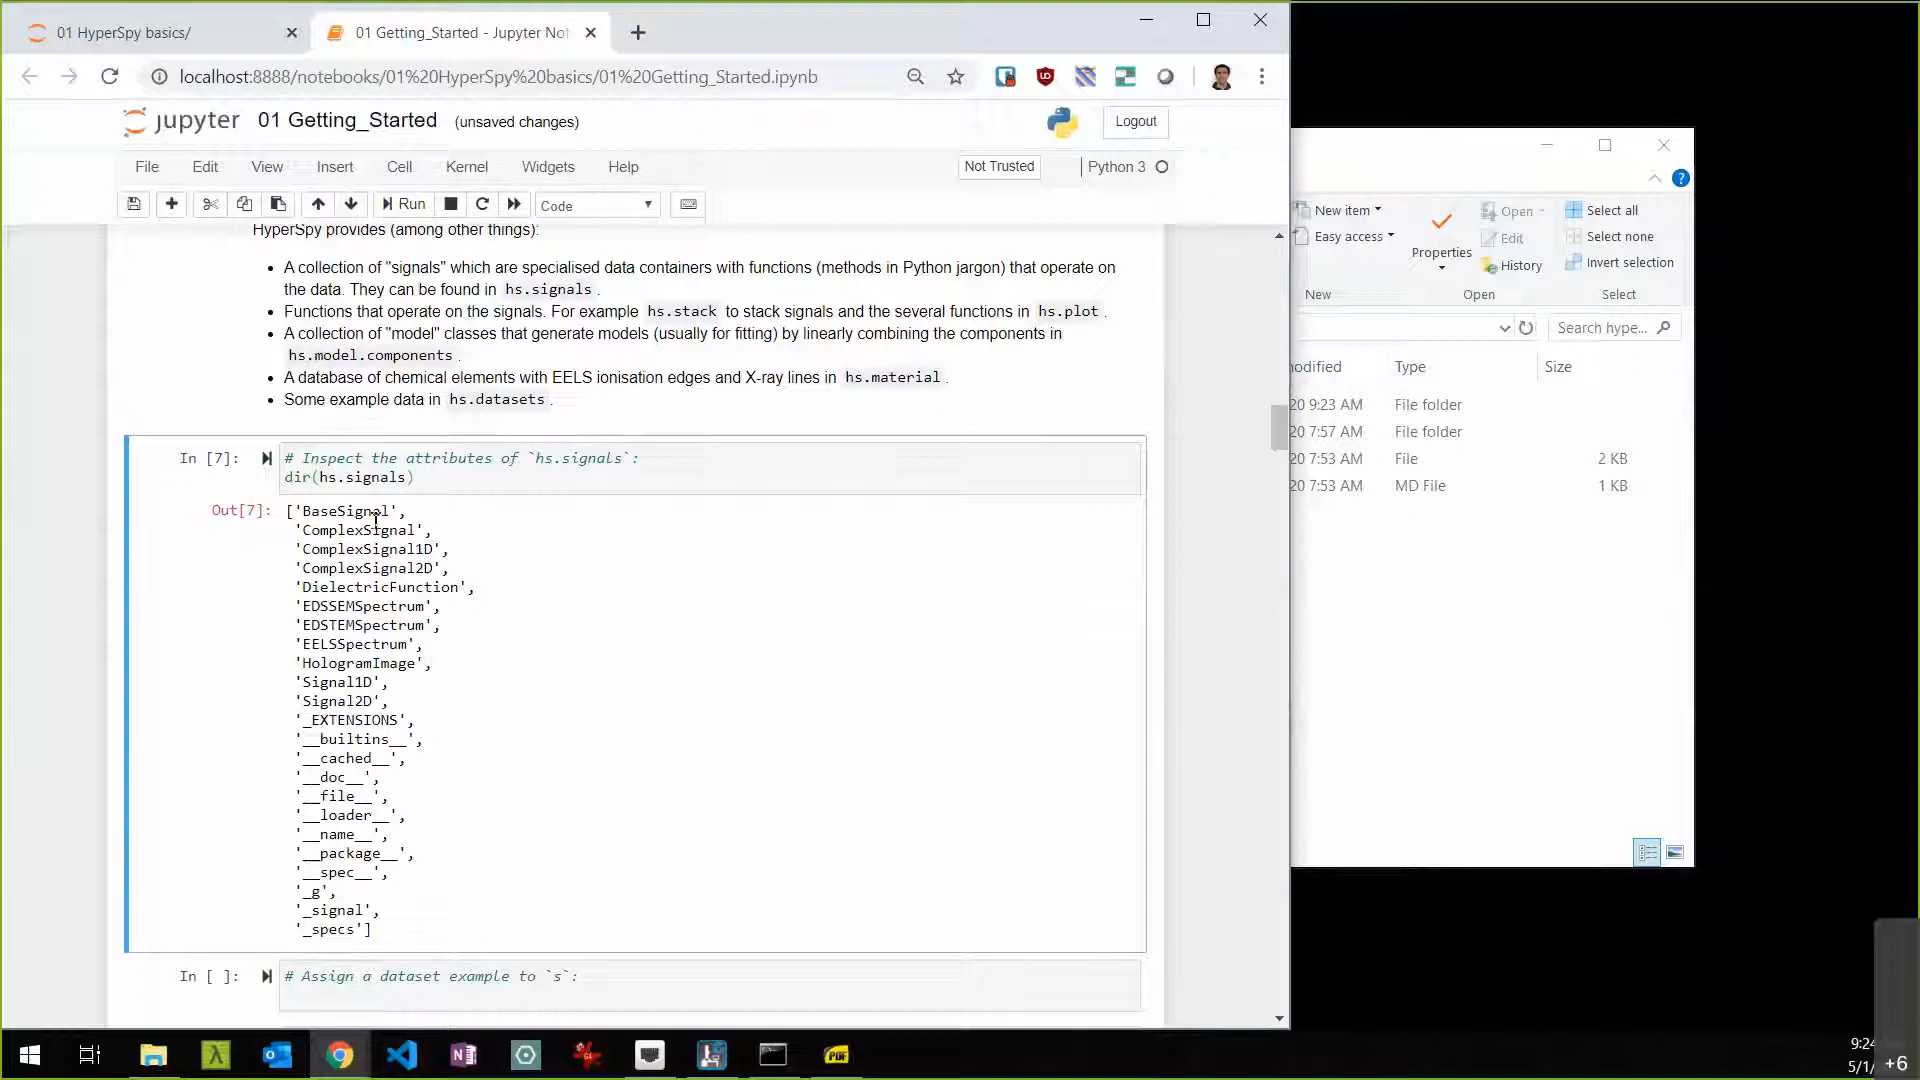 01 HyperSpy basics/
01 Getting_Started - Jupyter Not
localhost:8888/notebooks/01%20HyperSpy%20basics/01%20Getting_Started.ipynb
jupyter 01 Getting_Started (unsaved changes)
Logout
File Edit View Insert Cell Kernel Widgets Help
Not Trusted
Python 3
Run
Code
HyperSpy provides (among other things):
• A collection of "signals" which are specialised data containers with functions (methods in Python jargon) that operate on
the data. They can be found in hs.signals .
• Functions that operate on the signals. For example hs.stack to stack signals and the several functions in hs.plot .
• A collection of "model" classes that generate models (usually for fitting) by linearly combining the components in
hs.model.components .
• A database of chemical elements with EELS ionisation edges and X-ray lines in hs.material .
• Some example data in hs.datasets .
In [7]: # Inspect the attributes of `hs.signals`:
dir(hs.signals)
Out[7]: ['BaseSignal',
'ComplexSignal',
'ComplexSignal1D',
'ComplexSignal2D',
'DielectricFunction',
'EDSSEMSpectrum',
'EDSTEMSpectrum',
'EELSSpectrum',
'HologramImage',
'Signal1D',
'Signal2D',
'_EXTENSIONS',
'__builtins__',
'__cached__',
'__doc__',
'__file__',
'__loader__',
'__name__',
'__package__',
'__spec__',
'_g',
'_signal',
'_specs']
In [ ]: # Assign a dataset example to `s`:
New item
Easy access
New
Properties
Open
Edit
History
Open
Select all
Select none
Invert selection
Select
Search hype...
odified Type Size
20 9:23 AM File folder
20 7:57 AM File folder
20 7:53 AM File 2 KB
20 7:53 AM MD File 1 KB
PDF
9:24
5/1/
+6